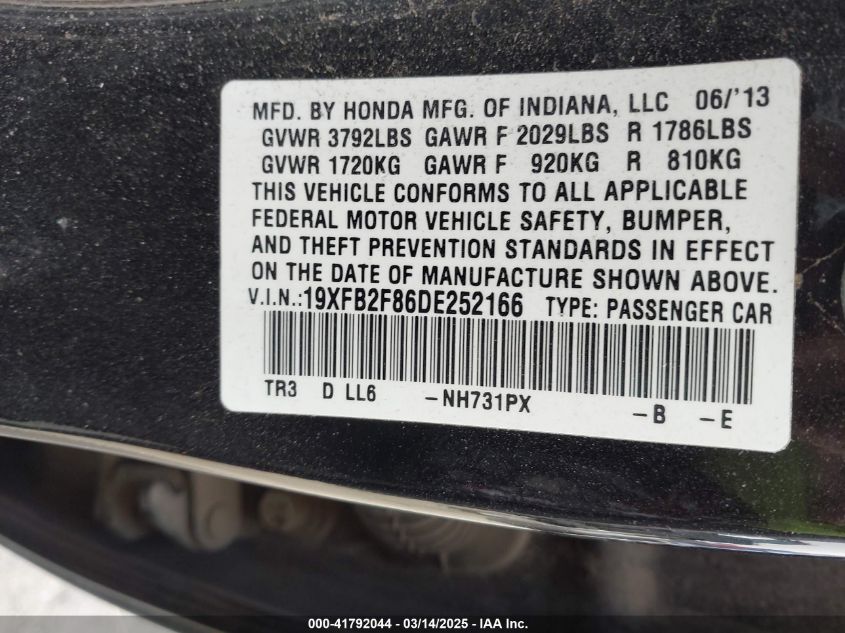 MFD. BY HONDA MFG. OF INDIANA, LLC 06/'13
GVWR 3792LBS GAWR F 2029LBS R 1786LBS
GVWR 1720KG GAWR F 920KG R 810KG
THIS VEHICLE CONFORMS TO ALL APPLICABLE
FEDERAL MOTOR VEHICLE SAFETY, BUMPER,
AND THEFT PREVENTION STANDARDS IN EFFECT
ON THE DATE OF MANUFACTURE SHOWN ABOVE.
V.I.N.:19XFB2F86DE252166 TYPE: PASSENGER CAR
TR3 D LL6 -NH731PX -B -E
000-41792044 / 03/14/2025 - IAA Inc.